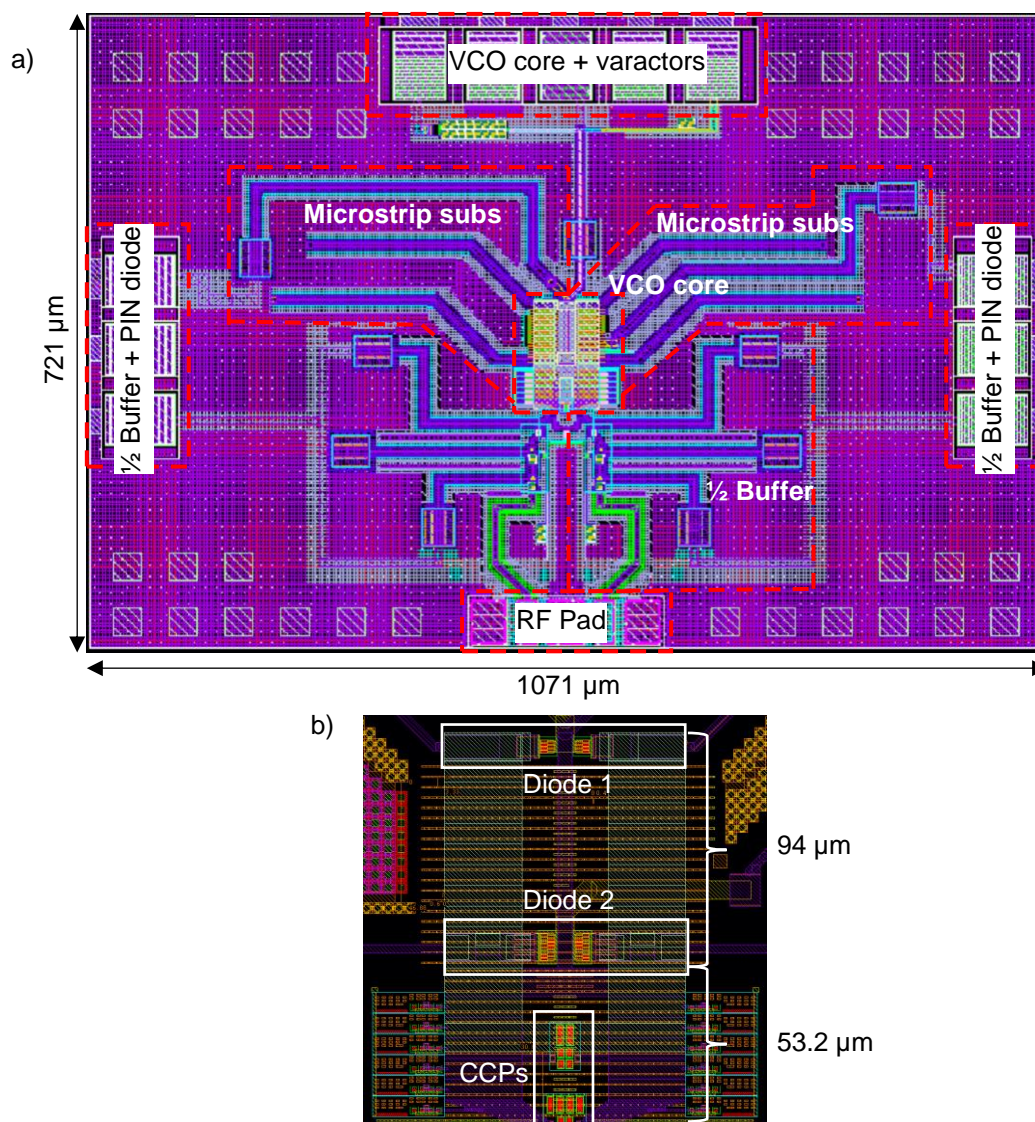 a)
VCO core + varactors
Microstrip subs
Microstrip subs
VCO core
721 µm
½ Buffer + PIN diode
½ Buffer + PIN diode
½ Buffer
RF Pad
1071 µm
b)
Diode 1
94 µm
Diode 2
53.2 µm
CCPs